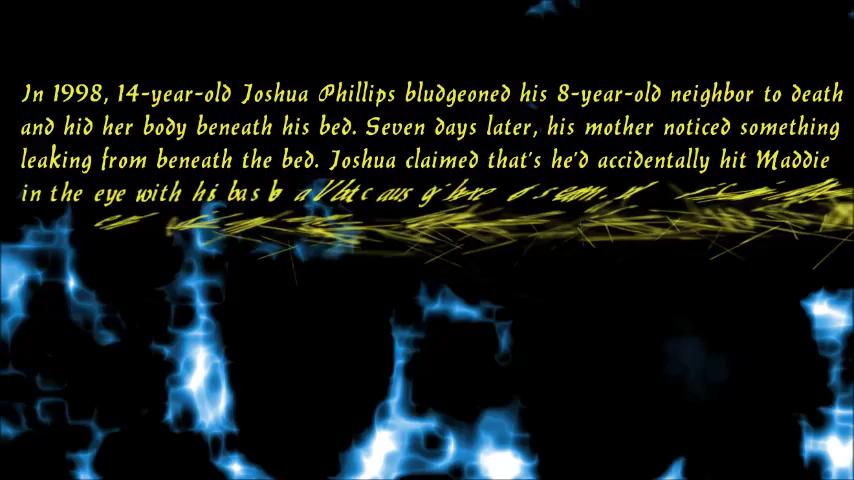 In 1998, 14-year-old Joshua Phillips bludgeoned his 8-year-old neighbor to death
and hid her body beneath his bed. Seven days later, his mother noticed something
leaking from beneath the bed. Joshua claimed that's he'd accidentally hit Maddie
in the eye with his